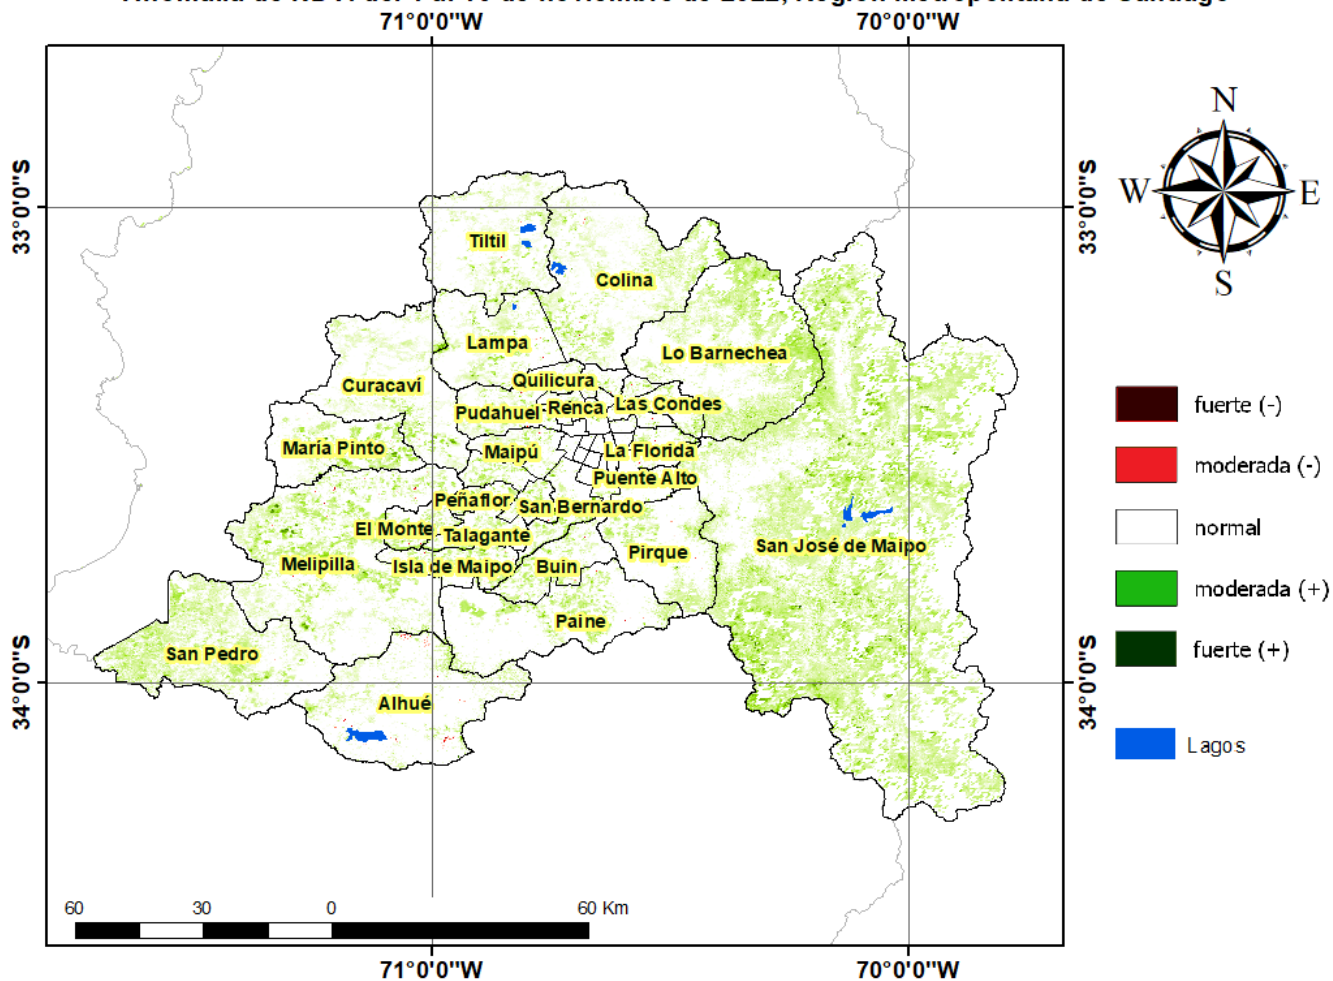 71°0'0"W 70°0'0"W
N
W E
S
33°0'0"S 33°0'0"S
Tiltil
Colina
Lampa
Lo Barnechea
Quilicura
Curacaví
Pudahuel Renca Las Condes
María Pinto
Maipú La Florida
Puente Alto
Peñaflor San Bernardo
El Monte Talagante
San José de Maipo
Pirque
Melipilla Isla de Maipo Buin
Paine
San Pedro
Alhué
34°0'0"S 34°0'0"S
fuerte (-)
moderada (-)
normal
moderada (+)
fuerte (+)
Lagos
60 30 0 60 Km
71°0'0"W 70°0'0"W